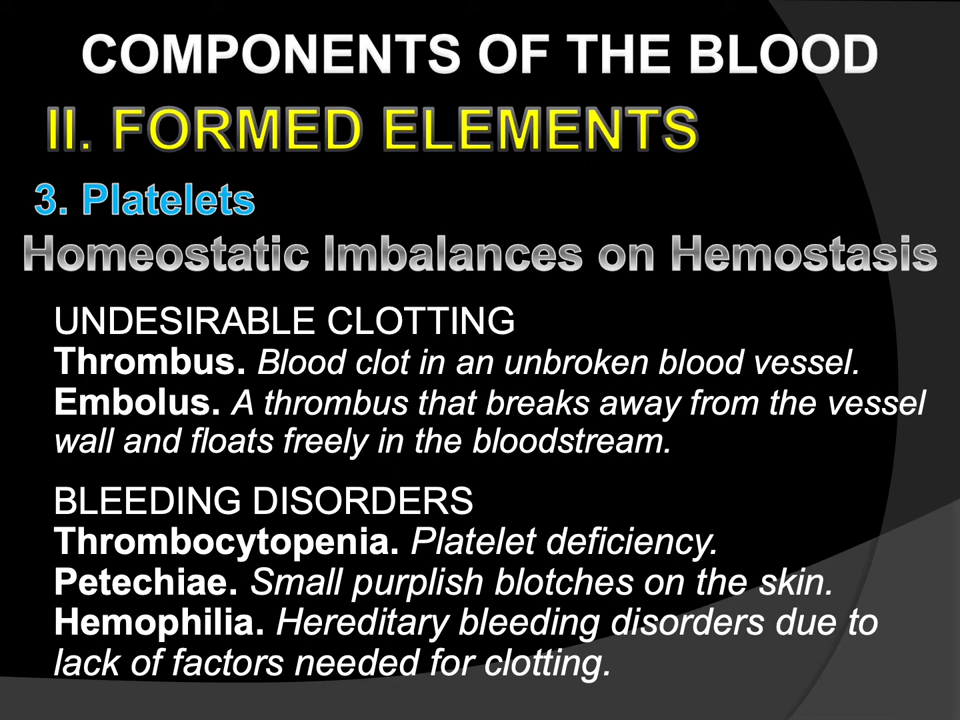 COMPONENTS OF THE BLOOD
II. FORMED ELEMENTS
3. Platelets
Homeostatic Imbalances on Hemostasis
UNDESIRABLE CLOTTING
Thrombus. Blood clot in an unbroken blood vessel.
Embolus. A thrombus that breaks away from the vessel
wall and floats freely in the bloodstream.
BLEEDING DISORDERS
Thrombocytopenia. Platelet deficiency.
Petechiae. Small purplish blotches on the skin.
Hemophilia. Hereditary bleeding disorders due to
lack of factors needed for clotting.